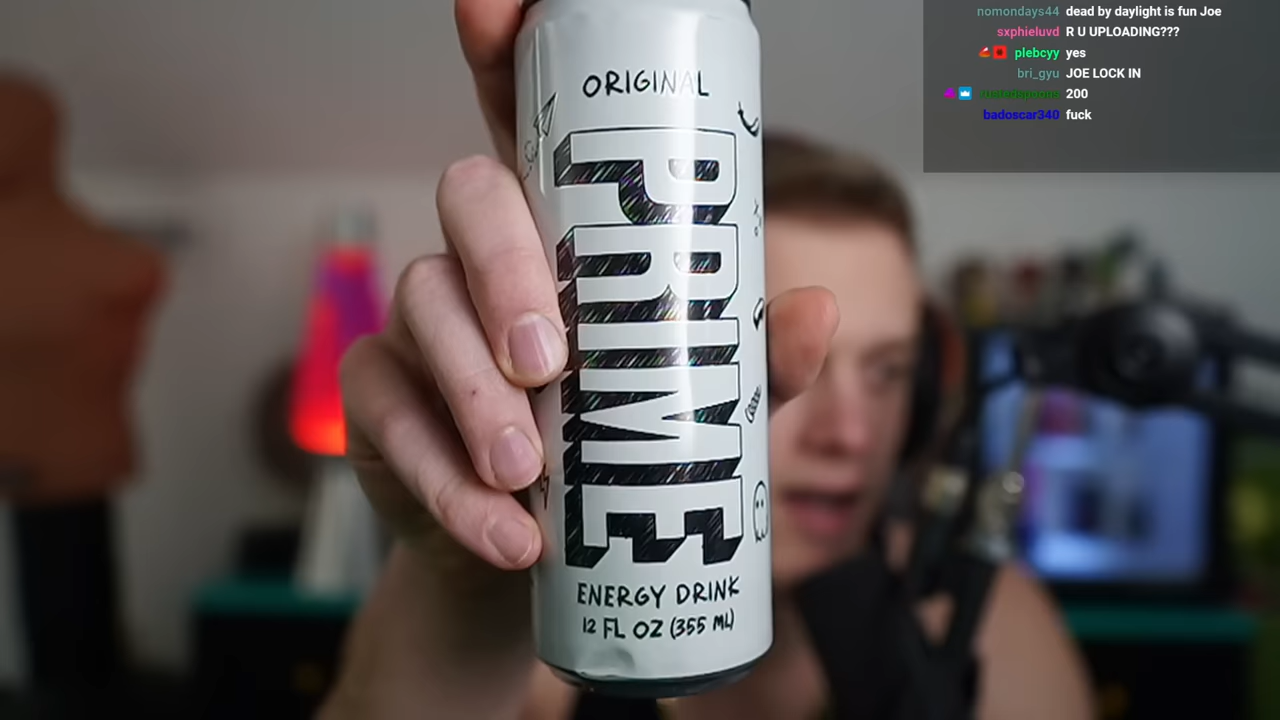 nomondays44 dead by daylight is fun Joe
sxphieluvd R U UPLOADING???
plebcyy yes
bri_gyu JOE LOCK IN
200
badoscar340 fuck
ORIGINAL
PRIME
ENERGY DRINK
12 FL OZ (355 ML)